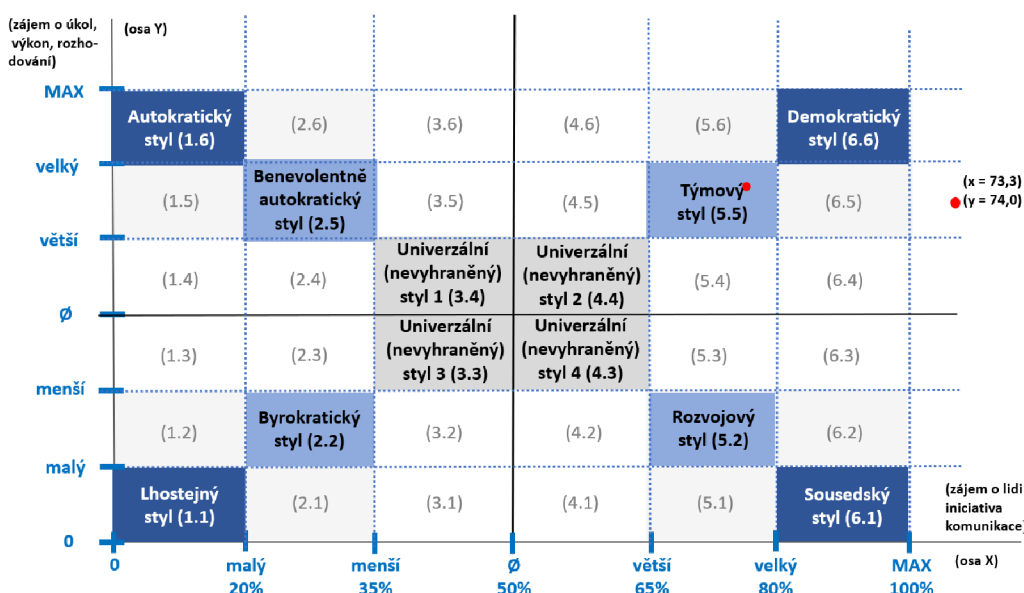 (zájem o úkol,
výkon, rozho-
dování)
(osa Y)
MAX
Autokratický
styl (1.6)
(2.6)
(3.6)
(4.6)
(5.6)
Demokratický
styl (6.6)
velký
(1.5)
Benevolentně
autokratický
styl (2.5)
(3.5)
(4.5)
Týmový
styl (5.5)
(6.5)
(x = 73,3)
(y = 74,0)
větší
(1.4)
(2.4)
Univerzální
(nevyhraněný)
styl 1 (3.4)
Univerzální
(nevyhraněný)
styl 2 (4.4)
(5.4)
(6.4)
Ø
(1.3)
(2.3)
Univerzální
(nevyhraněný)
styl 3 (3.3)
Univerzální
(nevyhraněný)
styl 4 (4.3)
(5.3)
(6.3)
menší
(1.2)
Byrokratický
styl (2.2)
(3.2)
(4.2)
Rozvojový
styl (5.2)
(6.2)
malý
Lhostejný
styl (1.1)
(2.1)
(3.1)
(4.1)
(5.1)
Sousedský
styl (6.1)
(zájem o lidi
iniciativa
komunikace)
0
0
malý
20%
menší
35%
Ø
50%
větší
65%
velký
80%
MAX
100%
(osa X)